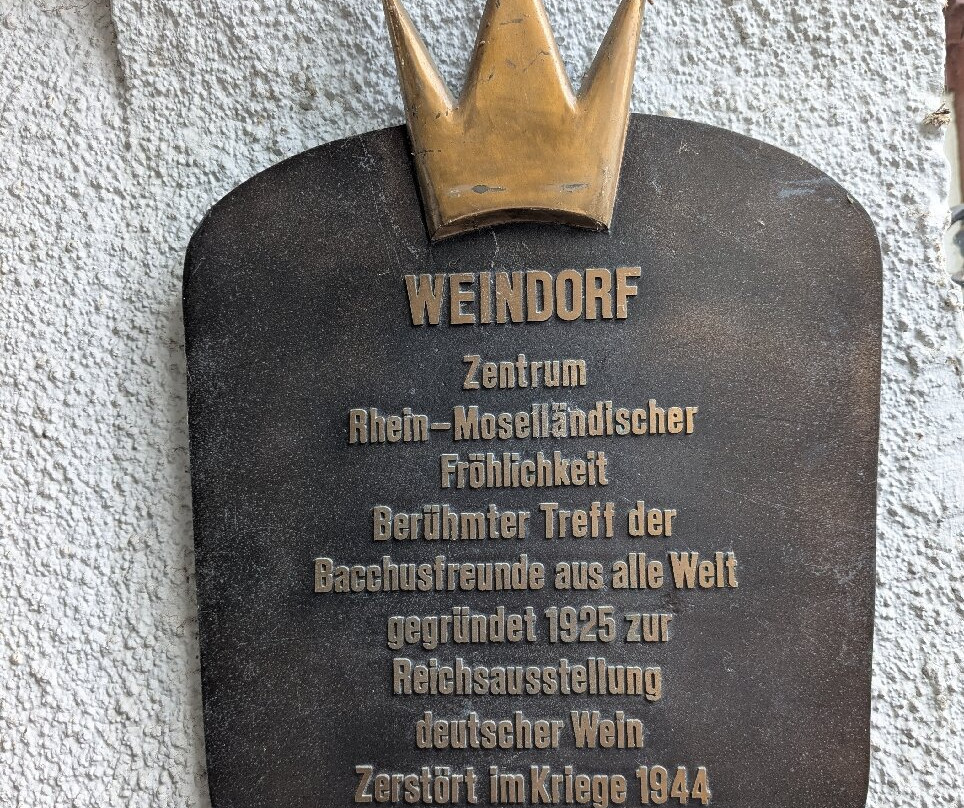 WEINDORF
Zentrum
Rhein-Moselländischer
Fröhlichkeit
Berühmter Treff der
Bacchusfreunde aus alle Welt
gegründet 1925 zur
Reichsausstellung
deutscher Wein
Zerstört im Kriege 1944